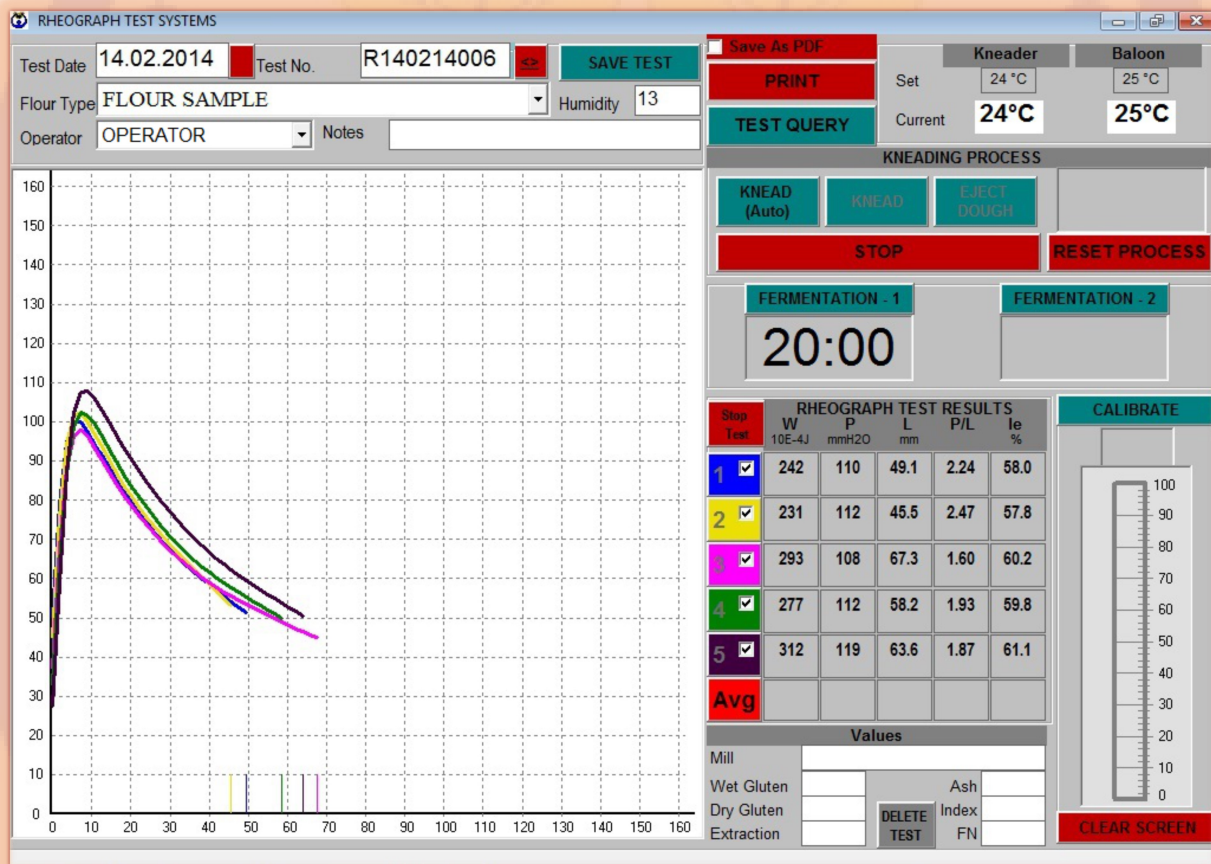 RHEOGRAPH TEST SYSTEMS
Test Date 14.02.2014 Test No. R140214006 <> SAVE TEST
Flour Type FLOUR SAMPLE Humidity 13
Operator OPERATOR Notes
Save As PDF
PRINT
TEST QUERY
Kneader Baloon
Set 24 °C 25 °C
Current 24°C 25°C
KNEADING PROCESS
KNEAD (Auto)
KNEAD
EJECT DOUGH
STOP
RESET PROCESS
FERMENTATION - 1
FERMENTATION - 2
20:00
160
150
140
130
120
110
100
90
80
70
60
50
40
30
20
10
0
0 10 20 30 40 50 60 70 80 90 100 110 120 130 140 150 160
Stop Test
RHEOGRAPH TEST RESULTS
W P L P/L Ie
10E-4J mmH2O mm %
1 242 110 49.1 2.24 58.0
2 231 112 45.5 2.47 57.8
3 293 108 67.3 1.60 60.2
4 277 112 58.2 1.93 59.8
5 312 119 63.6 1.87 61.1
Avg
Values
Mill
Wet Gluten Ash
Dry Gluten Index
Extraction FN
DELETE TEST
CALIBRATE
100
90
80
70
60
50
40
30
20
10
0
CLEAR SCREEN